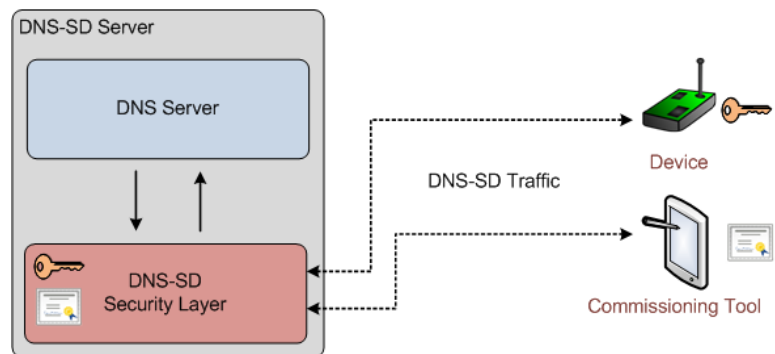 DNS-SD Server
DNS Server
DNS-SD
Security Layer
DNS-SD Traffic
Device
Commissioning Tool